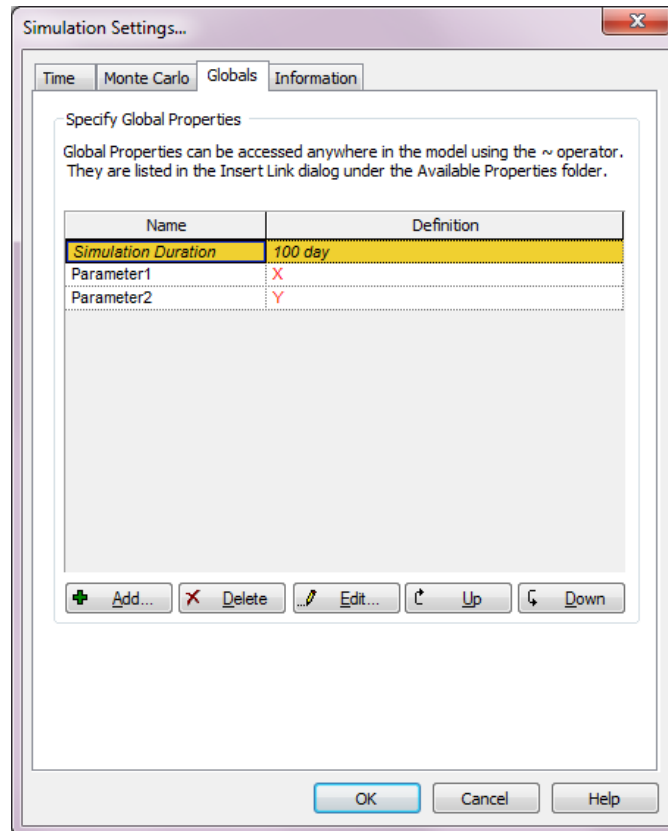 Simulation Settings...
x
Time Monte Carlo Globals Information
Specify Global Properties
Global Properties can be accessed anywhere in the model using the ~ operator.
They are listed in the Insert Link dialog under the Available Properties folder.
Name Definition
Simulation Duration 100 day
Parameter1 X
Parameter2 Y
Add... Delete Edit... Up Down
OK Cancel Help